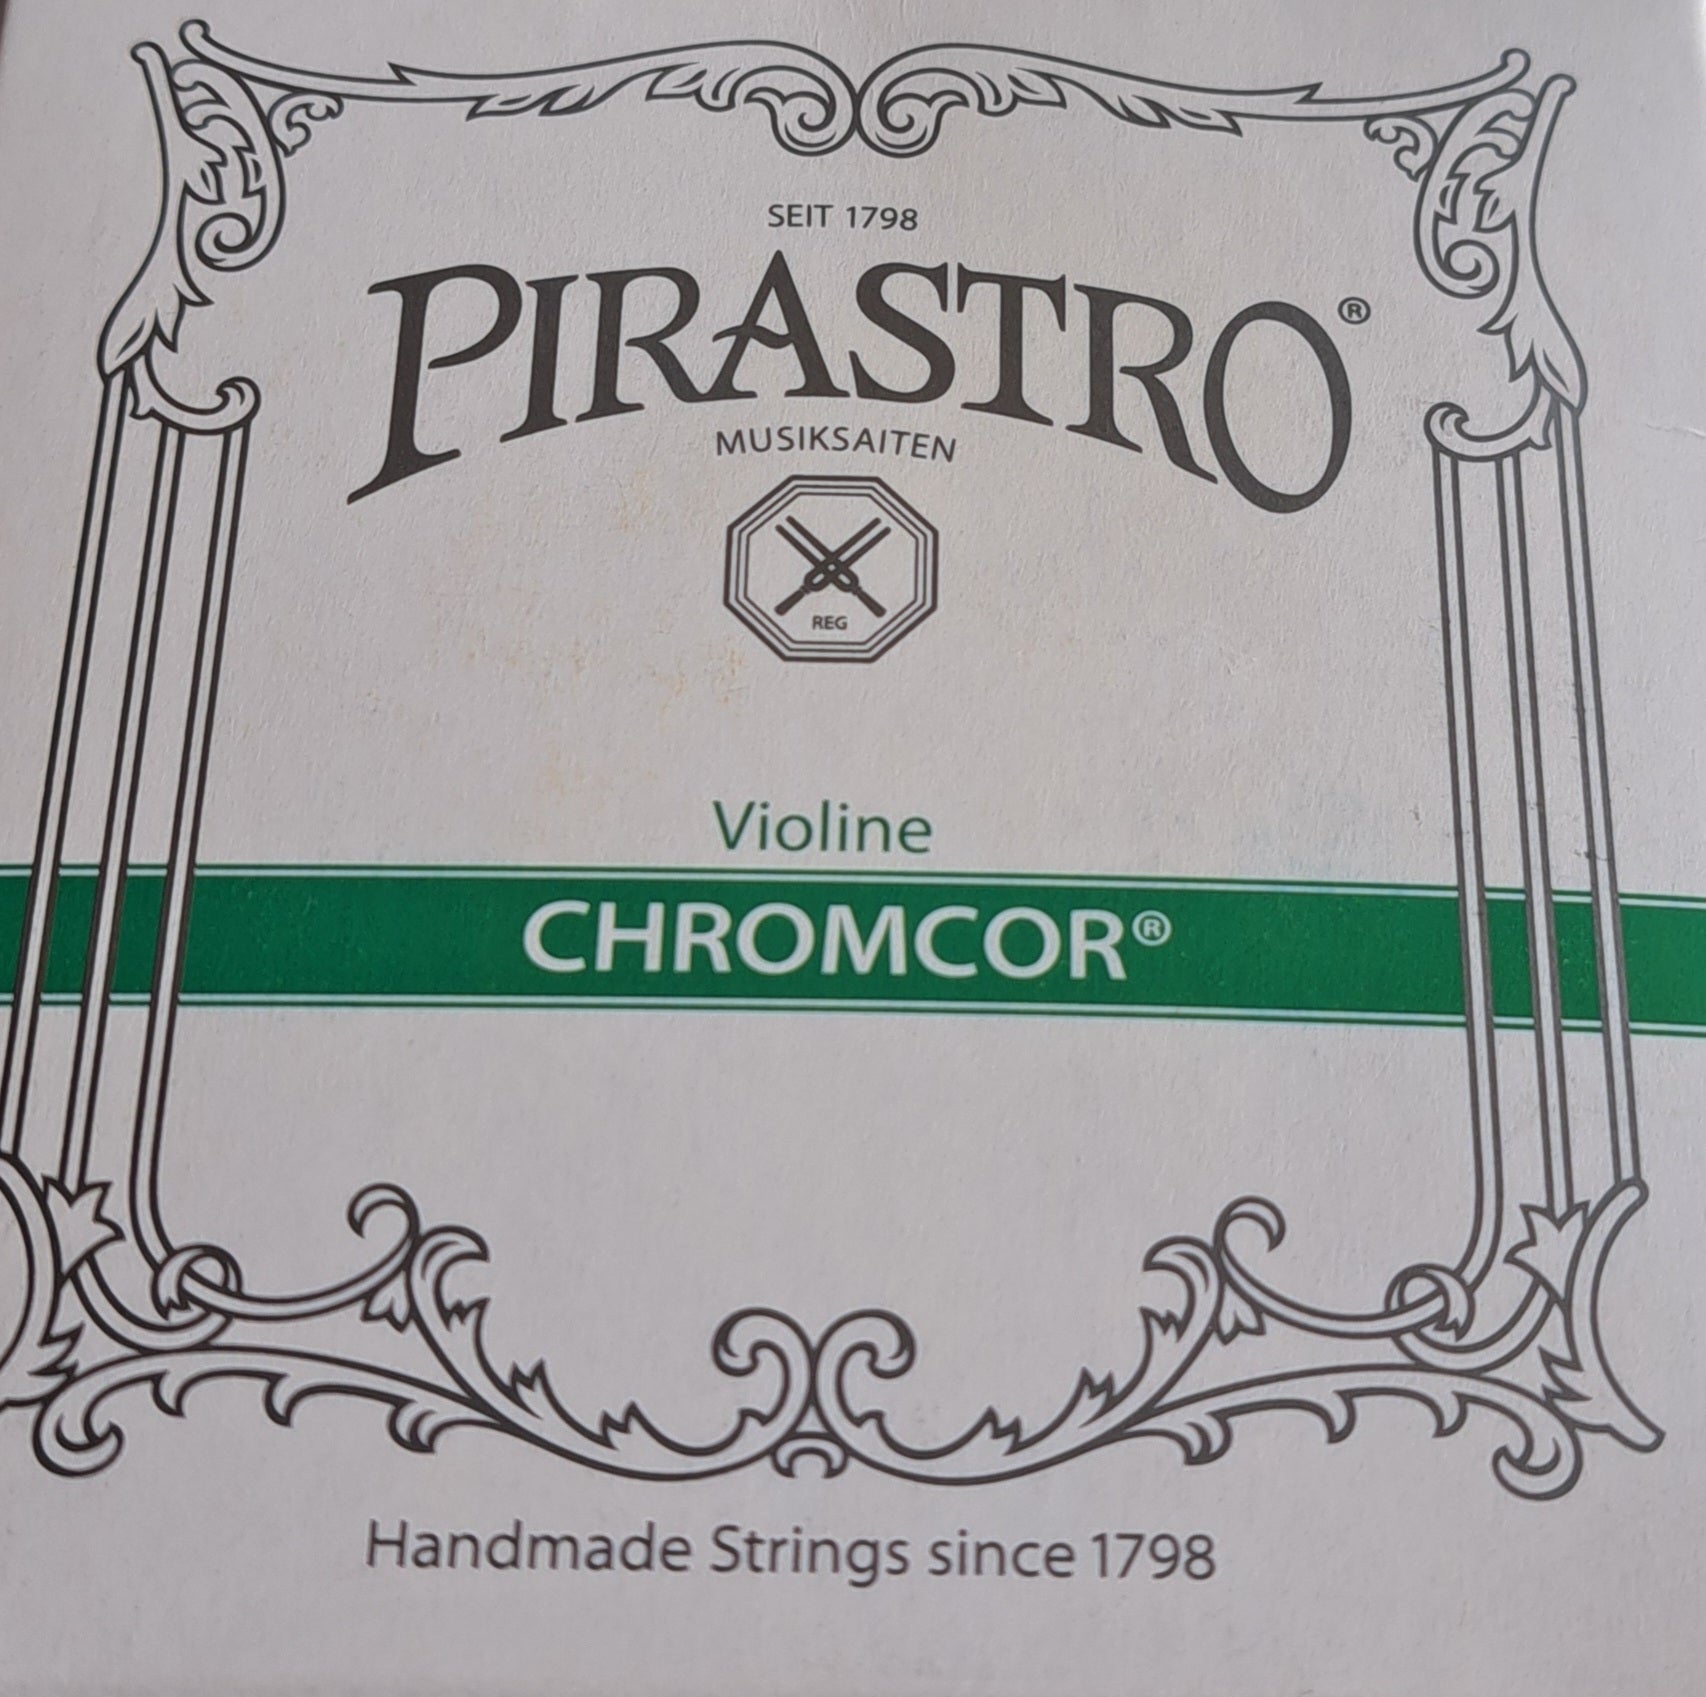 SEIT 1798
PIRASTRO®
MUSIKSAITEN
REG
Violine
CHROMCOR®
Handmade Strings since 1798